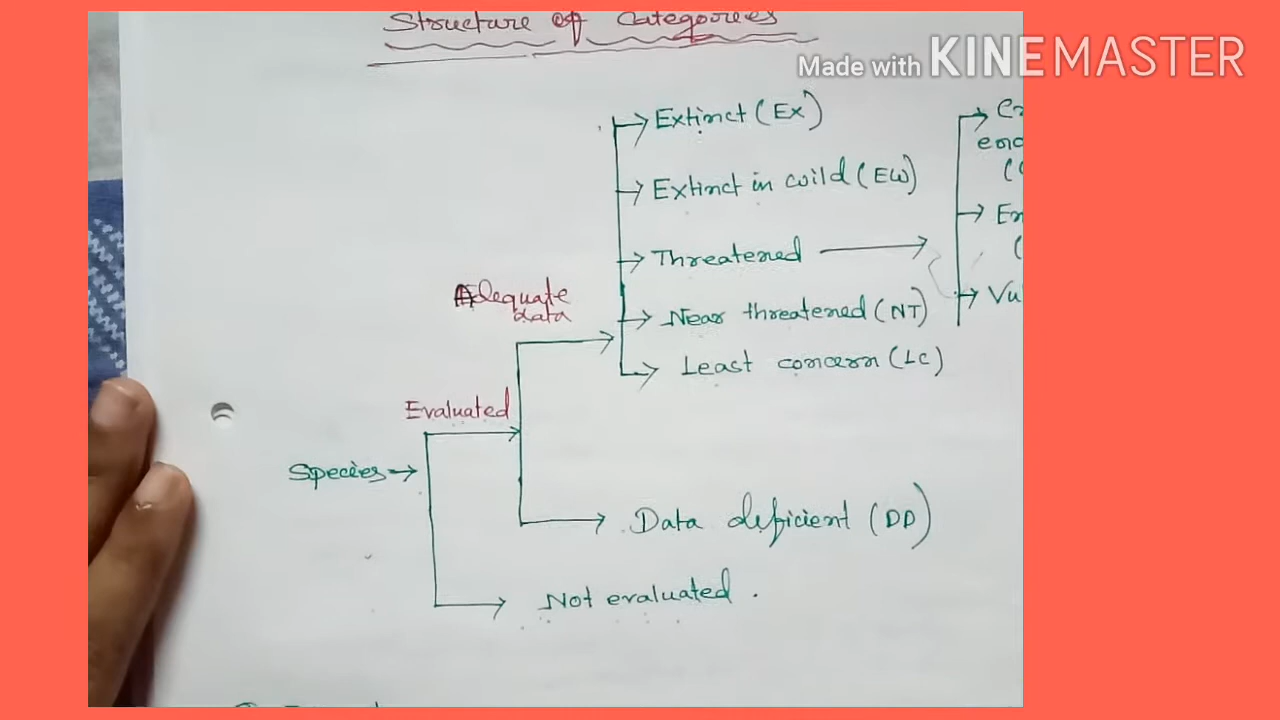 Structure of Categories
Made with KINEMASTER
Extinct (Ex)
Extinct in wild (EW)
Threatened
Near threatened (NT)
Least concern (LC)
Adequate
data
Evaluated
Species
Data deficient (DD)
Not evaluated.